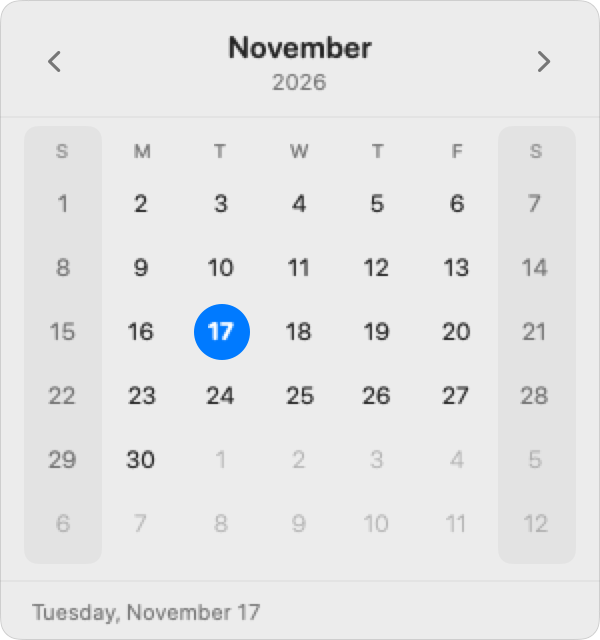 November
2026
S M T W T F S
1 2 3 4 5 6 7
8 9 10 11 12 13 14
15 16 17 18 19 20 21
22 23 24 25 26 27 28
29 30 1 2 3 4 5
6 7 8 9 10 11 12
Tuesday, November 17